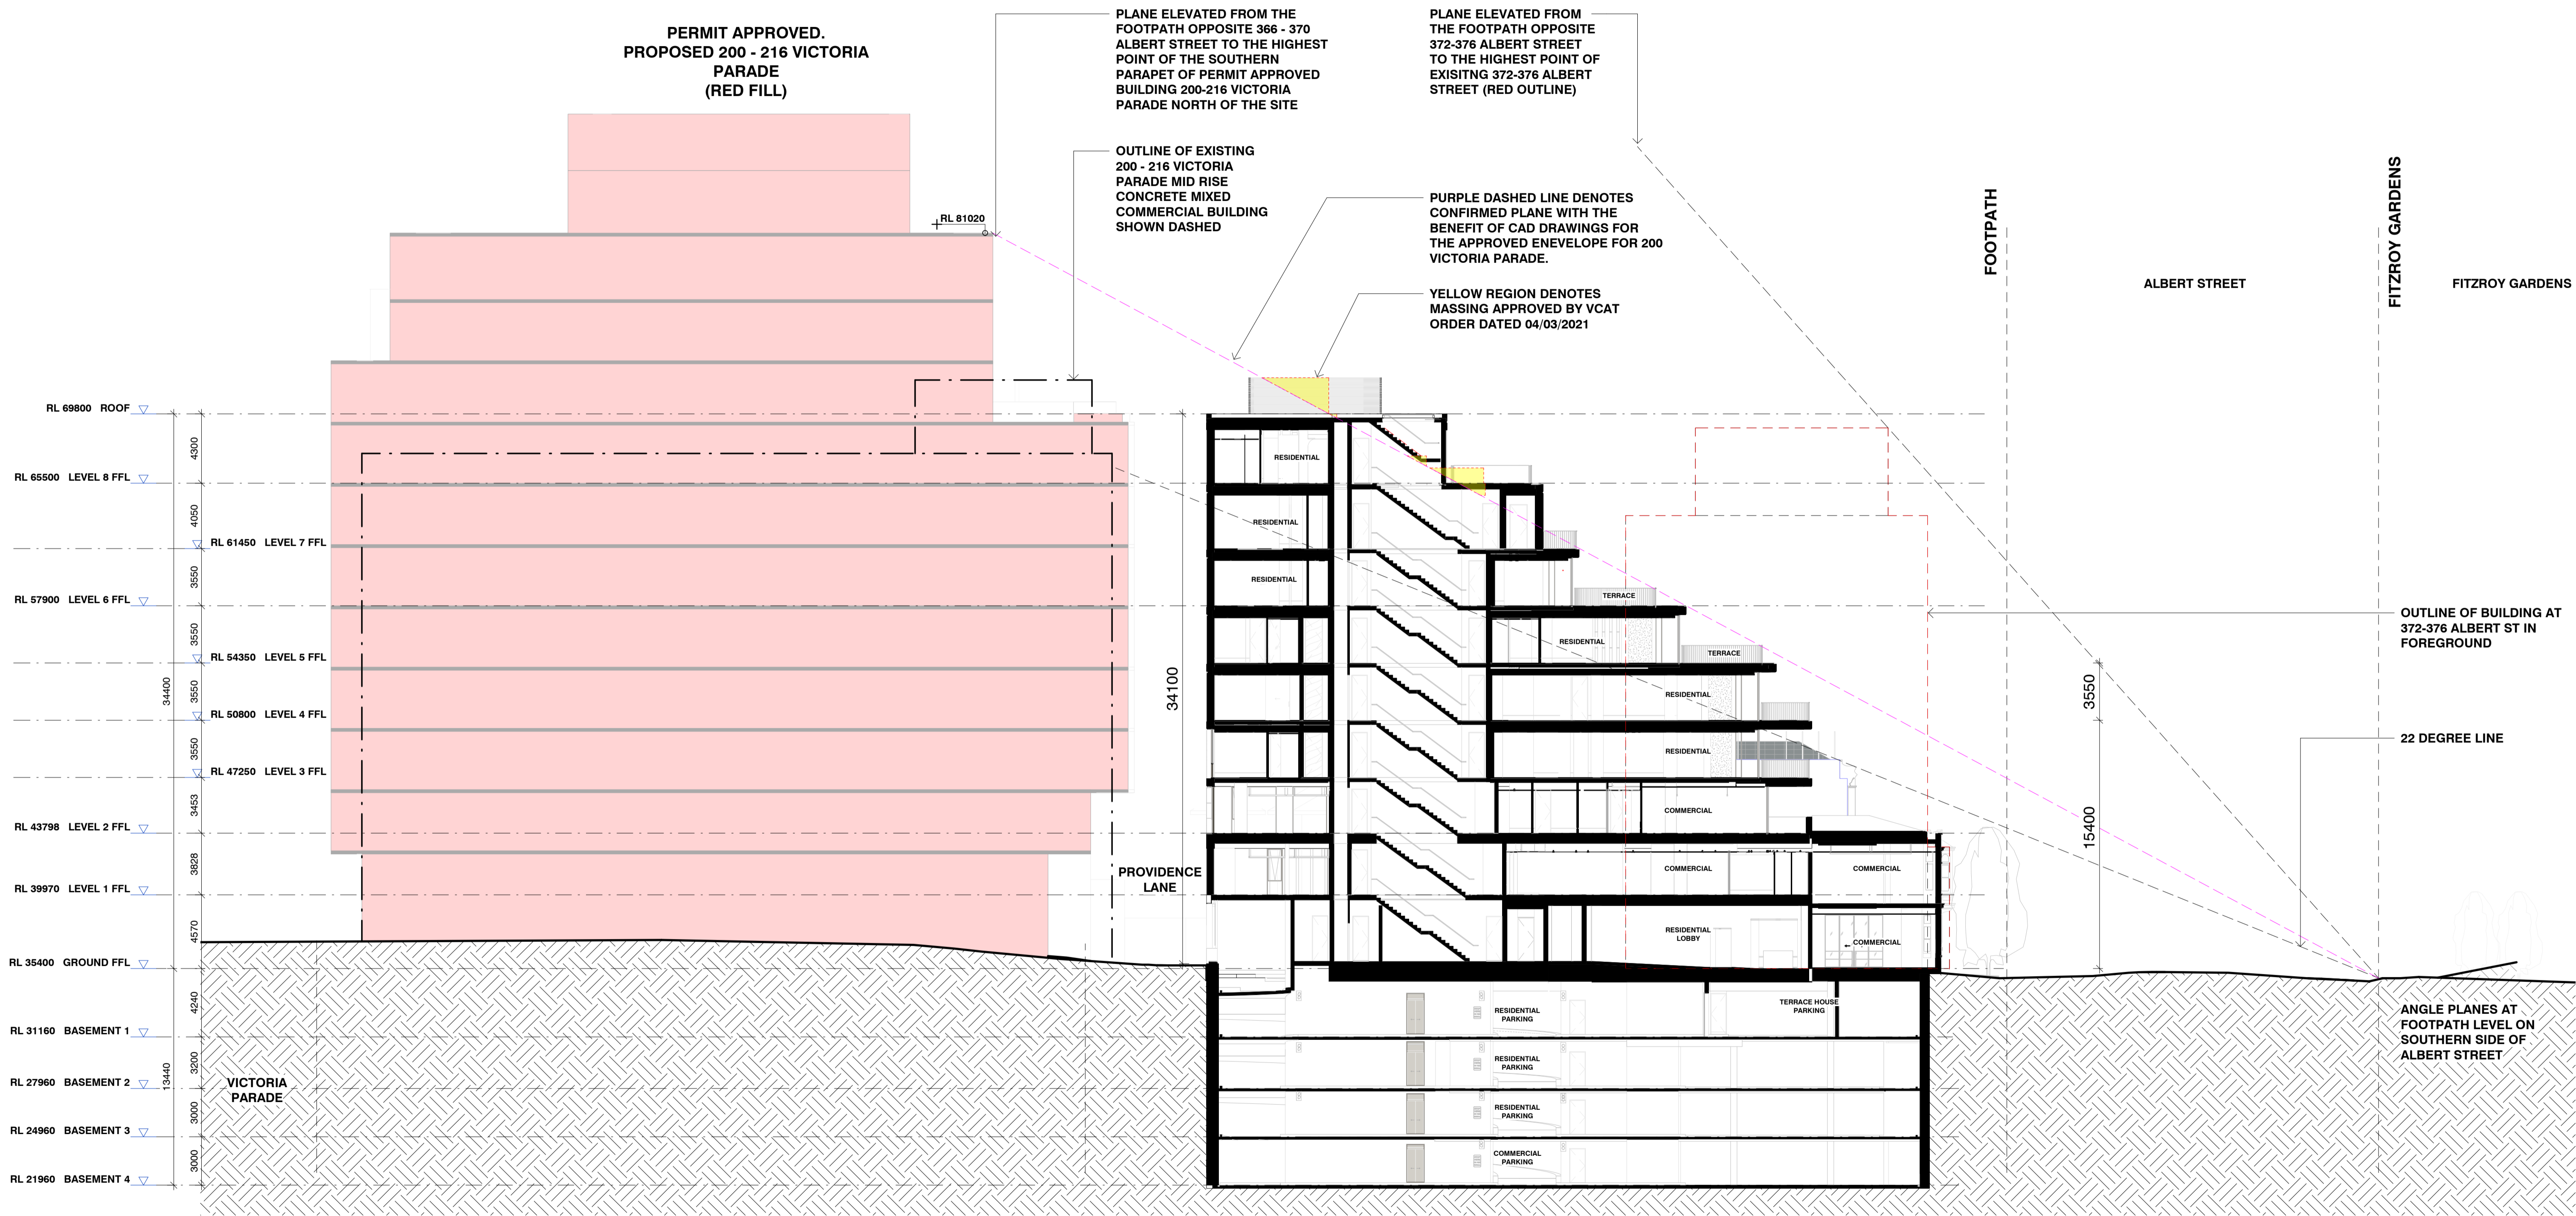 PERMIT APPROVED.
PROPOSED 200 - 216 VICTORIA
PARADE
(RED FILL)
PLANE ELEVATED FROM THE
FOOTPATH OPPOSITE 366 - 370
ALBERT STREET TO THE HIGHEST
POINT OF THE SOUTHERN
PARAPET OF PERMIT APPROVED
BUILDING 200-216 VICTORIA
PARADE NORTH OF THE SITE
PLANE ELEVATED FROM
THE FOOTPATH OPPOSITE
372-376 ALBERT STREET
TO THE HIGHEST POINT OF
EXISITNG 372-376 ALBERT
STREET (RED OUTLINE)
OUTLINE OF EXISTING
200 - 216 VICTORIA
PARADE MID RISE
CONCRETE MIXED
COMMERCIAL BUILDING
SHOWN DASHED
PURPLE DASHED LINE DENOTES
CONFIRMED PLANE WITH THE
BENEFIT OF CAD DRAWINGS FOR
THE APPROVED ENEVELOPE FOR 200
VICTORIA PARADE.
YELLOW REGION DENOTES
MASSING APPROVED BY VCAT
ORDER DATED 04/03/2021
RL 81020
FOOTPATH
ALBERT STREET
FITZROY GARDENS
FITZROY GARDENS
RL 69800 ROOF
4300
RL 65500 LEVEL 8 FFL
4050
RL 61450 LEVEL 7 FFL
3550
RL 57900 LEVEL 6 FFL
3550
RL 54350 LEVEL 5 FFL
3550
34400
RL 50800 LEVEL 4 FFL
3550
RL 47250 LEVEL 3 FFL
3453
RL 43798 LEVEL 2 FFL
3828
RL 39970 LEVEL 1 FFL
4570
RL 35400 GROUND FFL
4240
RL 31160 BASEMENT 1
3200
13440
RL 27960 BASEMENT 2
3000
RL 24960 BASEMENT 3
3000
RL 21960 BASEMENT 4
VICTORIA
PARADE
PROVIDENCE
LANE
34100
RESIDENTIAL
RESIDENTIAL
RESIDENTIAL
TERRACE
RESIDENTIAL
TERRACE
RESIDENTIAL
RESIDENTIAL
COMMERCIAL
COMMERCIAL
COMMERCIAL
RESIDENTIAL
LOBBY
COMMERCIAL
RESIDENTIAL
PARKING
TERRACE HOUSE
PARKING
RESIDENTIAL
PARKING
RESIDENTIAL
PARKING
COMMERCIAL
PARKING
3550
15400
OUTLINE OF BUILDING AT
372-376 ALBERT ST IN
FOREGROUND
22 DEGREE LINE
ANGLE PLANES AT
FOOTPATH LEVEL ON
SOUTHERN SIDE OF
ALBERT STREET